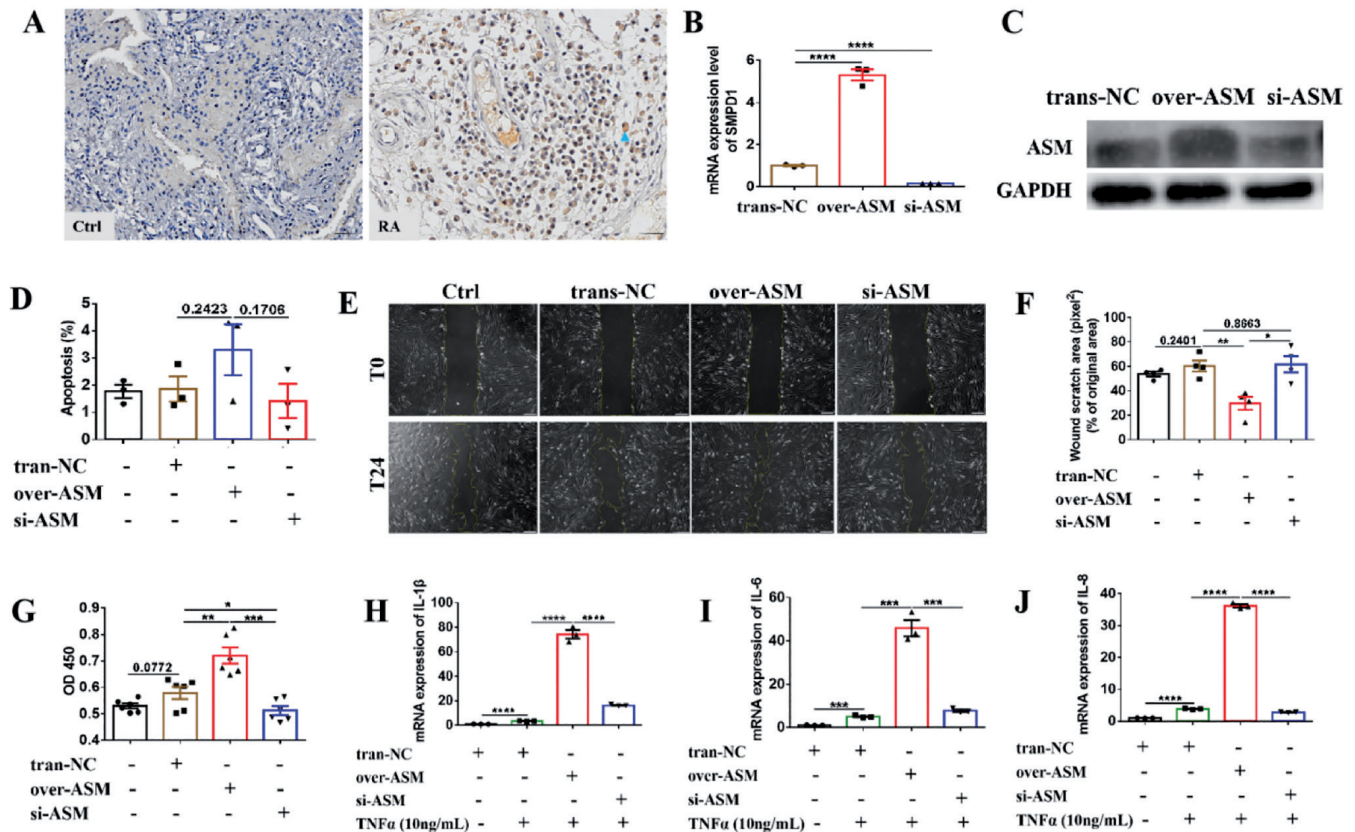 A
Ctrl
RA
B
mRNA expression level
of SMPD1
6
4
2
0
****
****
trans-NC over-ASM si-ASM
C
trans-NC over-ASM si-ASM
ASM
GAPDH
D
Apoptosis (%)
5
4
3
2
1
0
0.2423 0.1706
tran-NC - + - -
over-ASM - - + -
si-ASM - - - +
E
Ctrl trans-NC over-ASM si-ASM
T0
T24
F
Wound scratch area (pixel²)
(% of original area)
100
80
60
40
20
0
0.8663
0.2401 ** *
tran-NC - + - -
over-ASM - - + -
si-ASM - - - +
G
OD 450
0.9
0.8
0.7
0.6
0.5
0.4
*
** ***
0.0772
tran-NC - + - -
over-ASM - - + -
si-ASM - - - +
H
mRNA expression of IL-1β
100
80
60
40
20
0
**** ****
****
tran-NC + + - -
over-ASM - - + -
si-ASM - - - +
TNFα (10ng/mL) - + + +
I
mRNA expression of IL-6
60
40
20
0
*** ***
***
tran-NC + + - -
over-ASM - - + -
si-ASM - - - +
TNFα (10ng/mL) - + + +
J
mRNA expression of IL-8
40
30
20
10
0
**** ****
****
tran-NC + + - -
over-ASM - - + -
si-ASM - - - +
TNFα (10ng/mL) - + + +